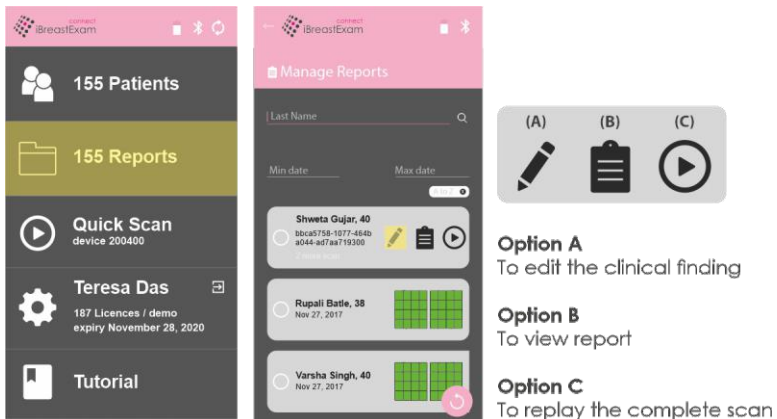 connect
iBreastExam
155 Patients
155 Reports
Quick Scan
device 200400
Teresa Das
187 Licences / demo
expiry November 28, 2020
Tutorial
connect
iBreastExam
Manage Reports
Last Name
Min date
Max date
A to Z
Shweta Gujar, 40
bbca5758-1077-464b
a044-ad7aa719300
Rupali Batle, 38
Nov 27, 2017
Varsha Singh, 40
Nov 27, 2017
(A) (B) (C)
Option A
To edit the clinical finding
Option B
To view report
Option C
To replay the complete scan